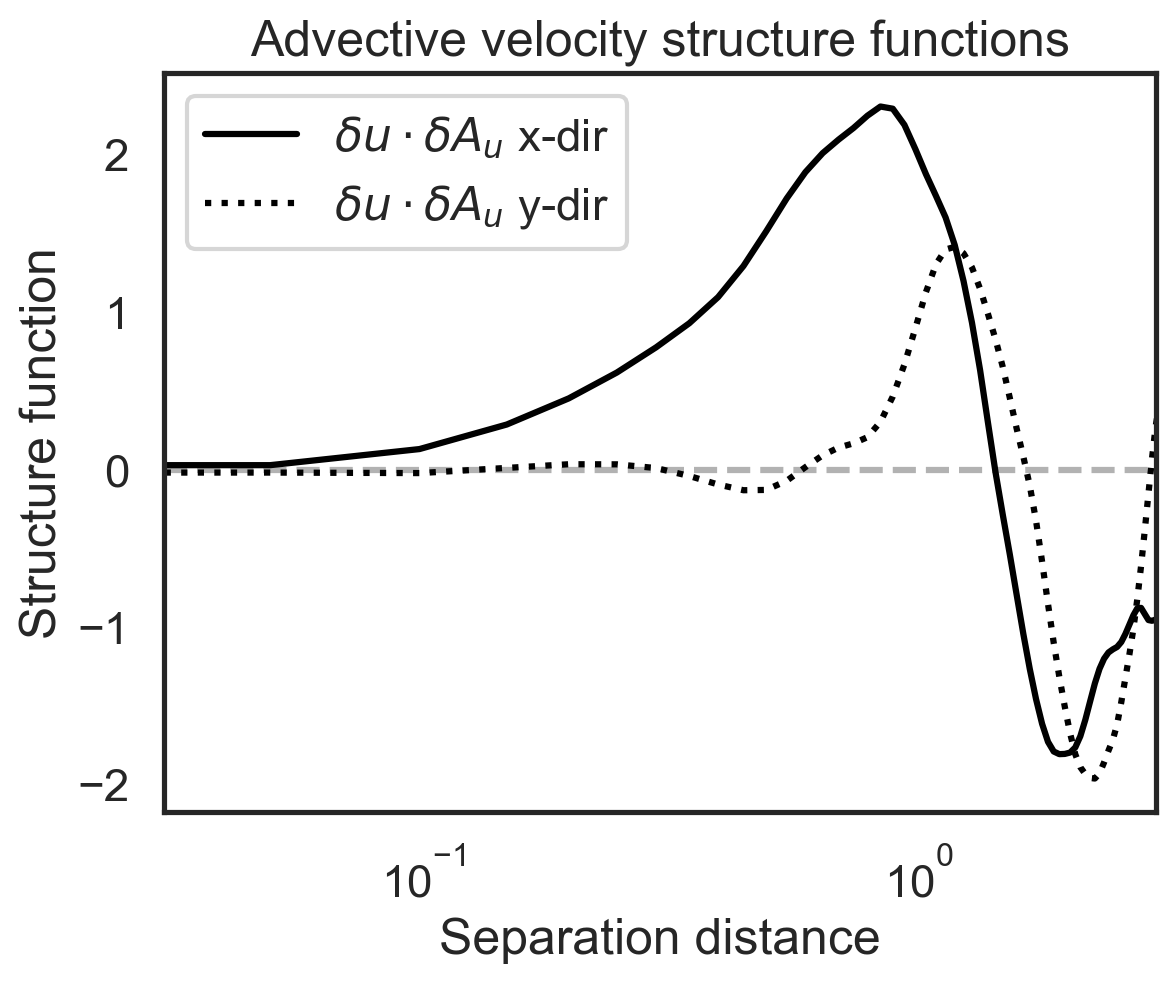 Advective velocity structure functions
δu · δA_u x-dir
δu · δA_u y-dir
Structure function
2
1
0
−1
−2
10^−1
10^0
Separation distance